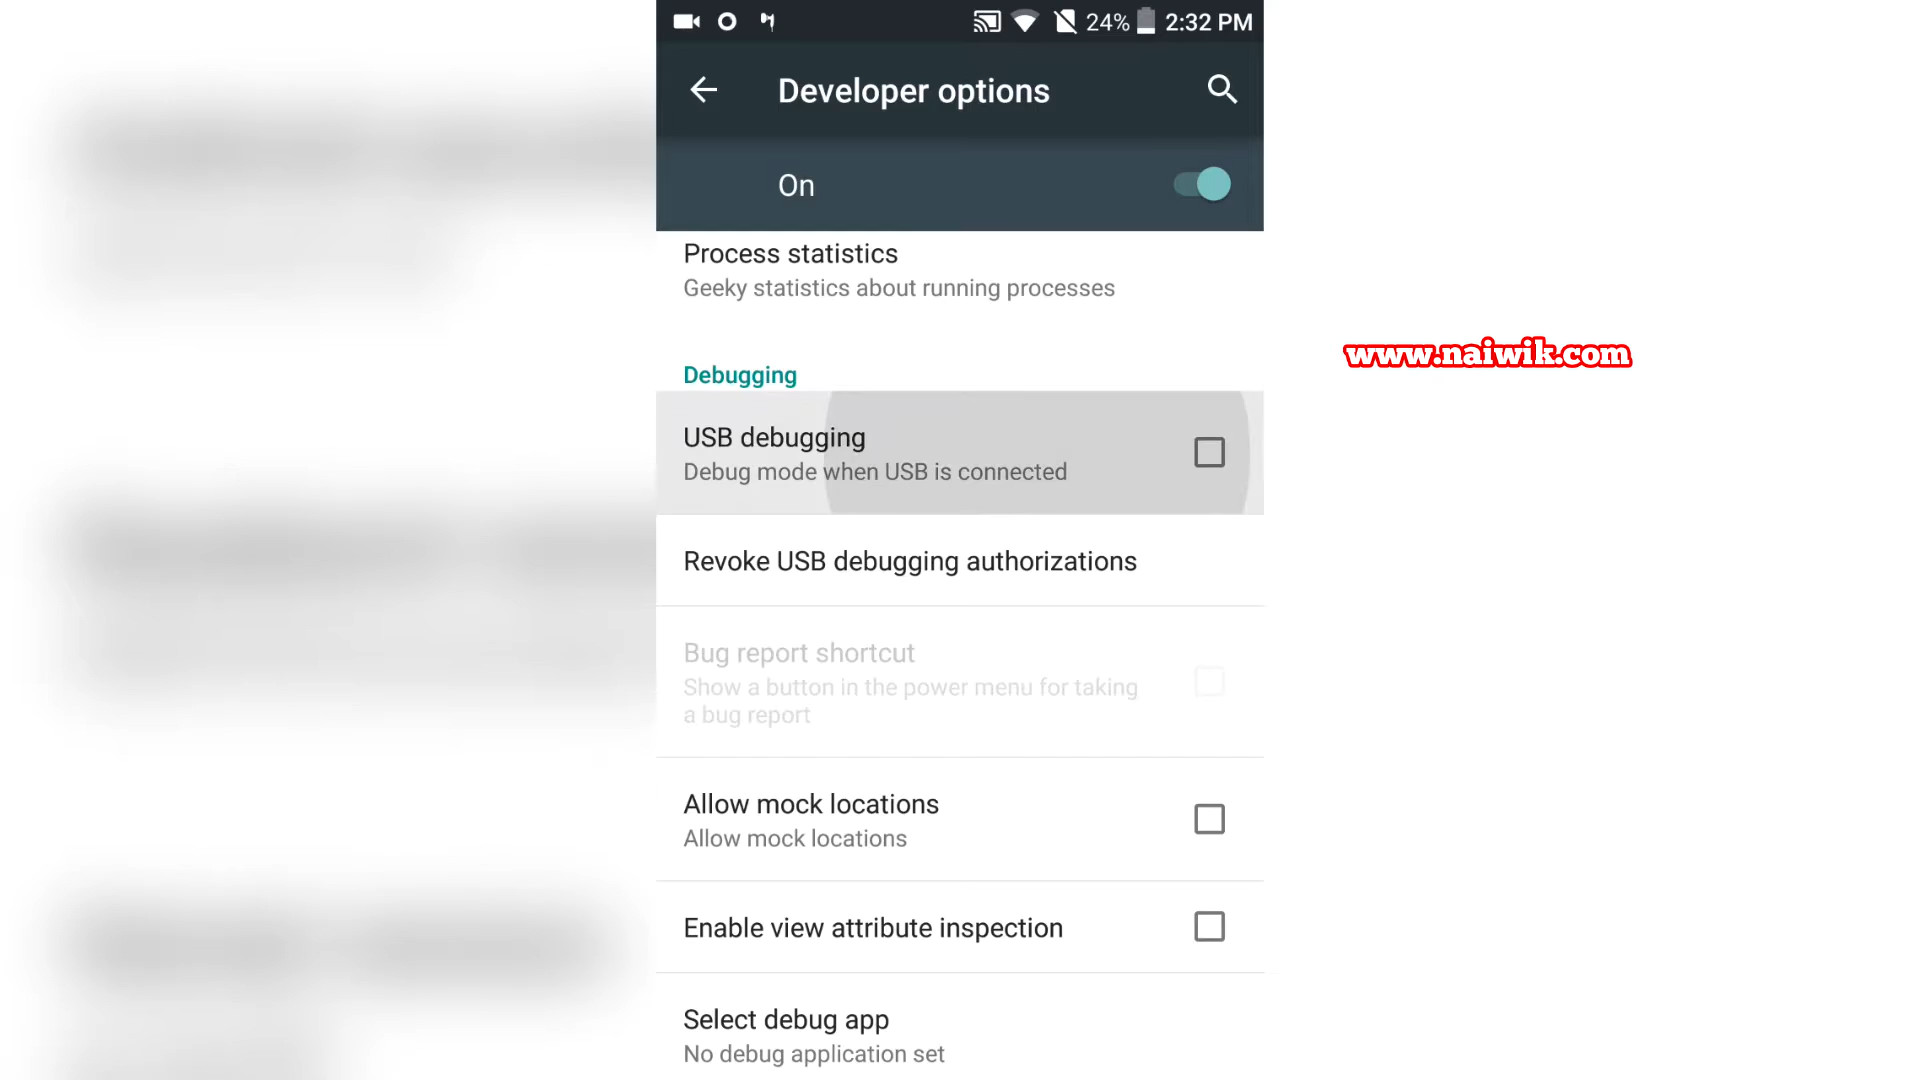 24% 2:32 PM
Developer options
On
Process statistics
Geeky statistics about running processes
www.naiwik.com
Debugging
USB debugging
Debug mode when USB is connected
Revoke USB debugging authorizations
Bug report shortcut
Show a button in the power menu for taking
a bug report
Allow mock locations
Allow mock locations
Enable view attribute inspection
Select debug app
No debug application set